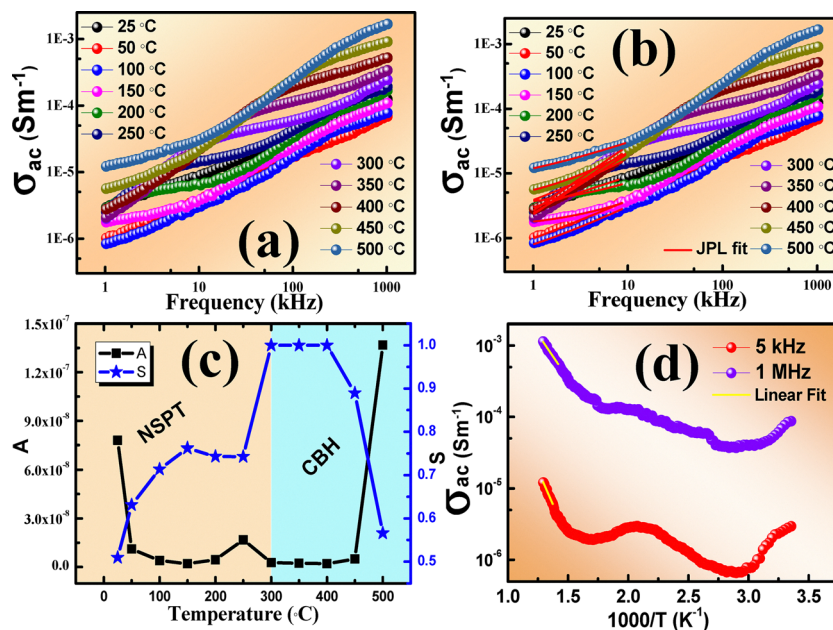 (a)
σac (Sm-1)
1E-3
1E-4
1E-5
1E-6
25 °C
50 °C
100 °C
150 °C
200 °C
250 °C
300 °C
350 °C
400 °C
450 °C
500 °C
1 10 100 1000
Frequency (kHz)
(b)
σac (Sm-1)
1E-3
1E-4
1E-5
1E-6
25 °C
50 °C
100 °C
150 °C
200 °C
250 °C
300 °C
350 °C
400 °C
450 °C
500 °C
JPL fit
1 10 100 1000
Frequency (kHz)
(c)
A
S
NSPT
CBH
A
1.5x10-7
1.2x10-7
9.0x10-8
6.0x10-8
3.0x10-8
0.0
S
1.0
0.9
0.8
0.7
0.6
0.5
0 100 200 300 400 500
Temperature (°C)
(d)
5 kHz
1 MHz
Linear Fit
σac (Sm-1)
10-3
10-4
10-5
10-6
1.0 1.5 2.0 2.5 3.0 3.5
1000/T (K-1)